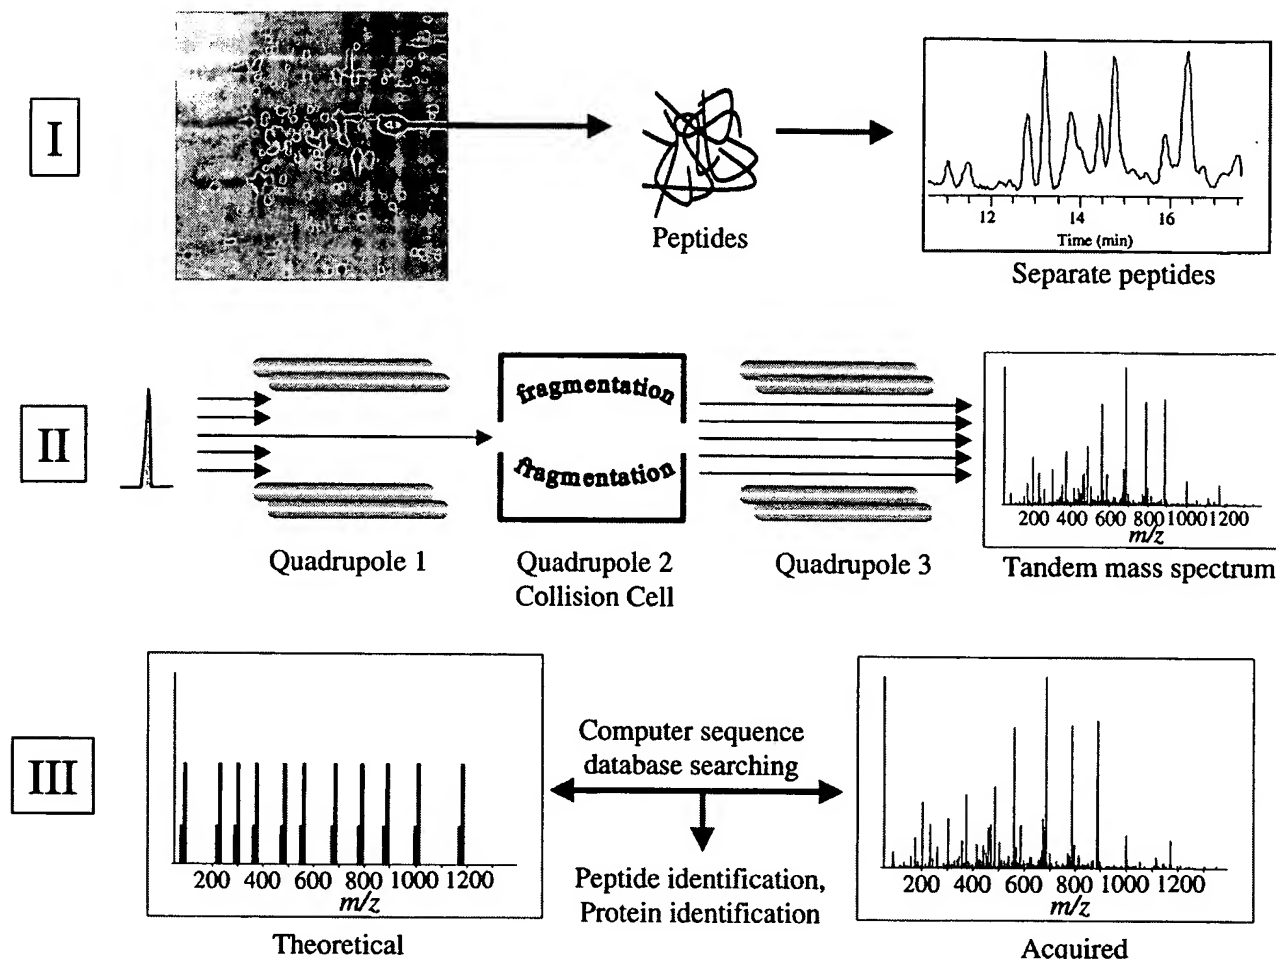 I
Peptides
12 14 16
Time (min)
Separate peptides
II
fragmentation
fragmentation
Quadrupole 1
Quadrupole 2
Collision Cell
Quadrupole 3
200 400 600 800 1000 1200
m/z
Tandem mass spectrum
III
200 400 600 800 1000 1200
m/z
Theoretical
Computer sequence
database searching
Peptide identification,
Protein identification
200 400 600 800 1000 1200
m/z
Acquired